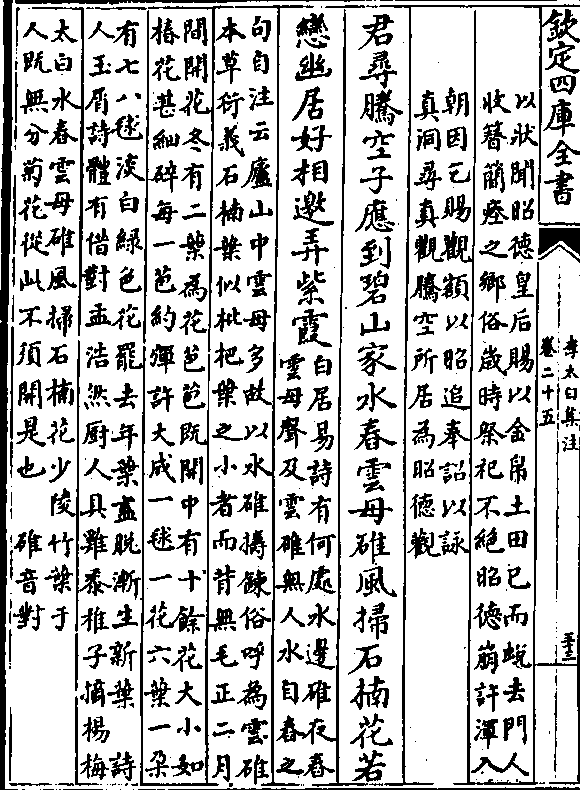 欽定四庫全書
李太白集注
卷二十五
五十三
以狀聞昭德皇后賜以金帛土田已而蛻去門人
收簪簡瘞之鄉俗歲時祭祀不絕昭德崩許渾入
朝因乞賜觀額以昭追奉詔以詠
真洞尋真觀騰空所居為昭德觀
君尋騰空子應到碧山家水舂雲母碓風掃石楠花若
戀幽居好相邀弄紫霞
白居易詩有何處水邊碓夜舂
雲母聲及雲碓無人水自舂之
句自注云廬山中雲母多故以水碓擣鍊俗呼為雲碓
本草衍義石楠葉似枇杷葉之小者而背無毛正二月
間開花冬有二葉為花苞苞既開中有十餘花大小如
椿花甚細碎每一苞約彈許大成一毬一花六葉一朶
有七八毬淡白綠色花罷去年葉盡脫漸生新葉 詩
人玉屑詩體有借對孟浩然厨人具雞黍稚子摘楊梅
太白水舂雲母碓風掃石楠花少陵竹葉于
人既無分菊花從此不須開是也 碓音對